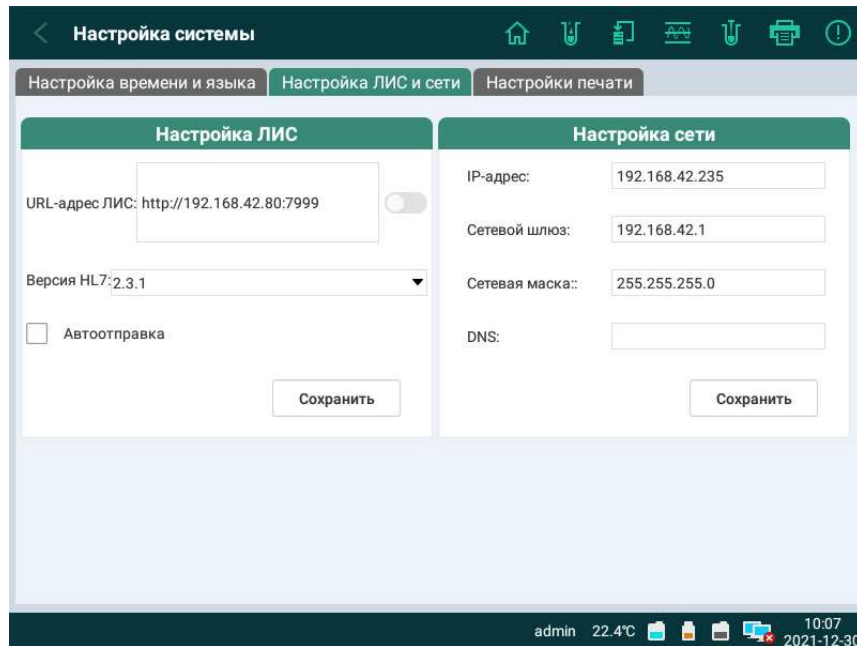 Настройка системы
Настройка времени и языка
Настройка ЛИС и сети
Настройки печати
Настройка ЛИС
URL-адрес ЛИС: http://192.168.42.80:7999
Версия HL7: 2.3.1
Автоотправка
Сохранить
Настройка сети
IP-адрес: 192.168.42.235
Сетевой шлюз: 192.168.42.1
Сетевая маска:: 255.255.255.0
DNS:
Сохранить
admin 22.4℃ 10:07
2021-12-30